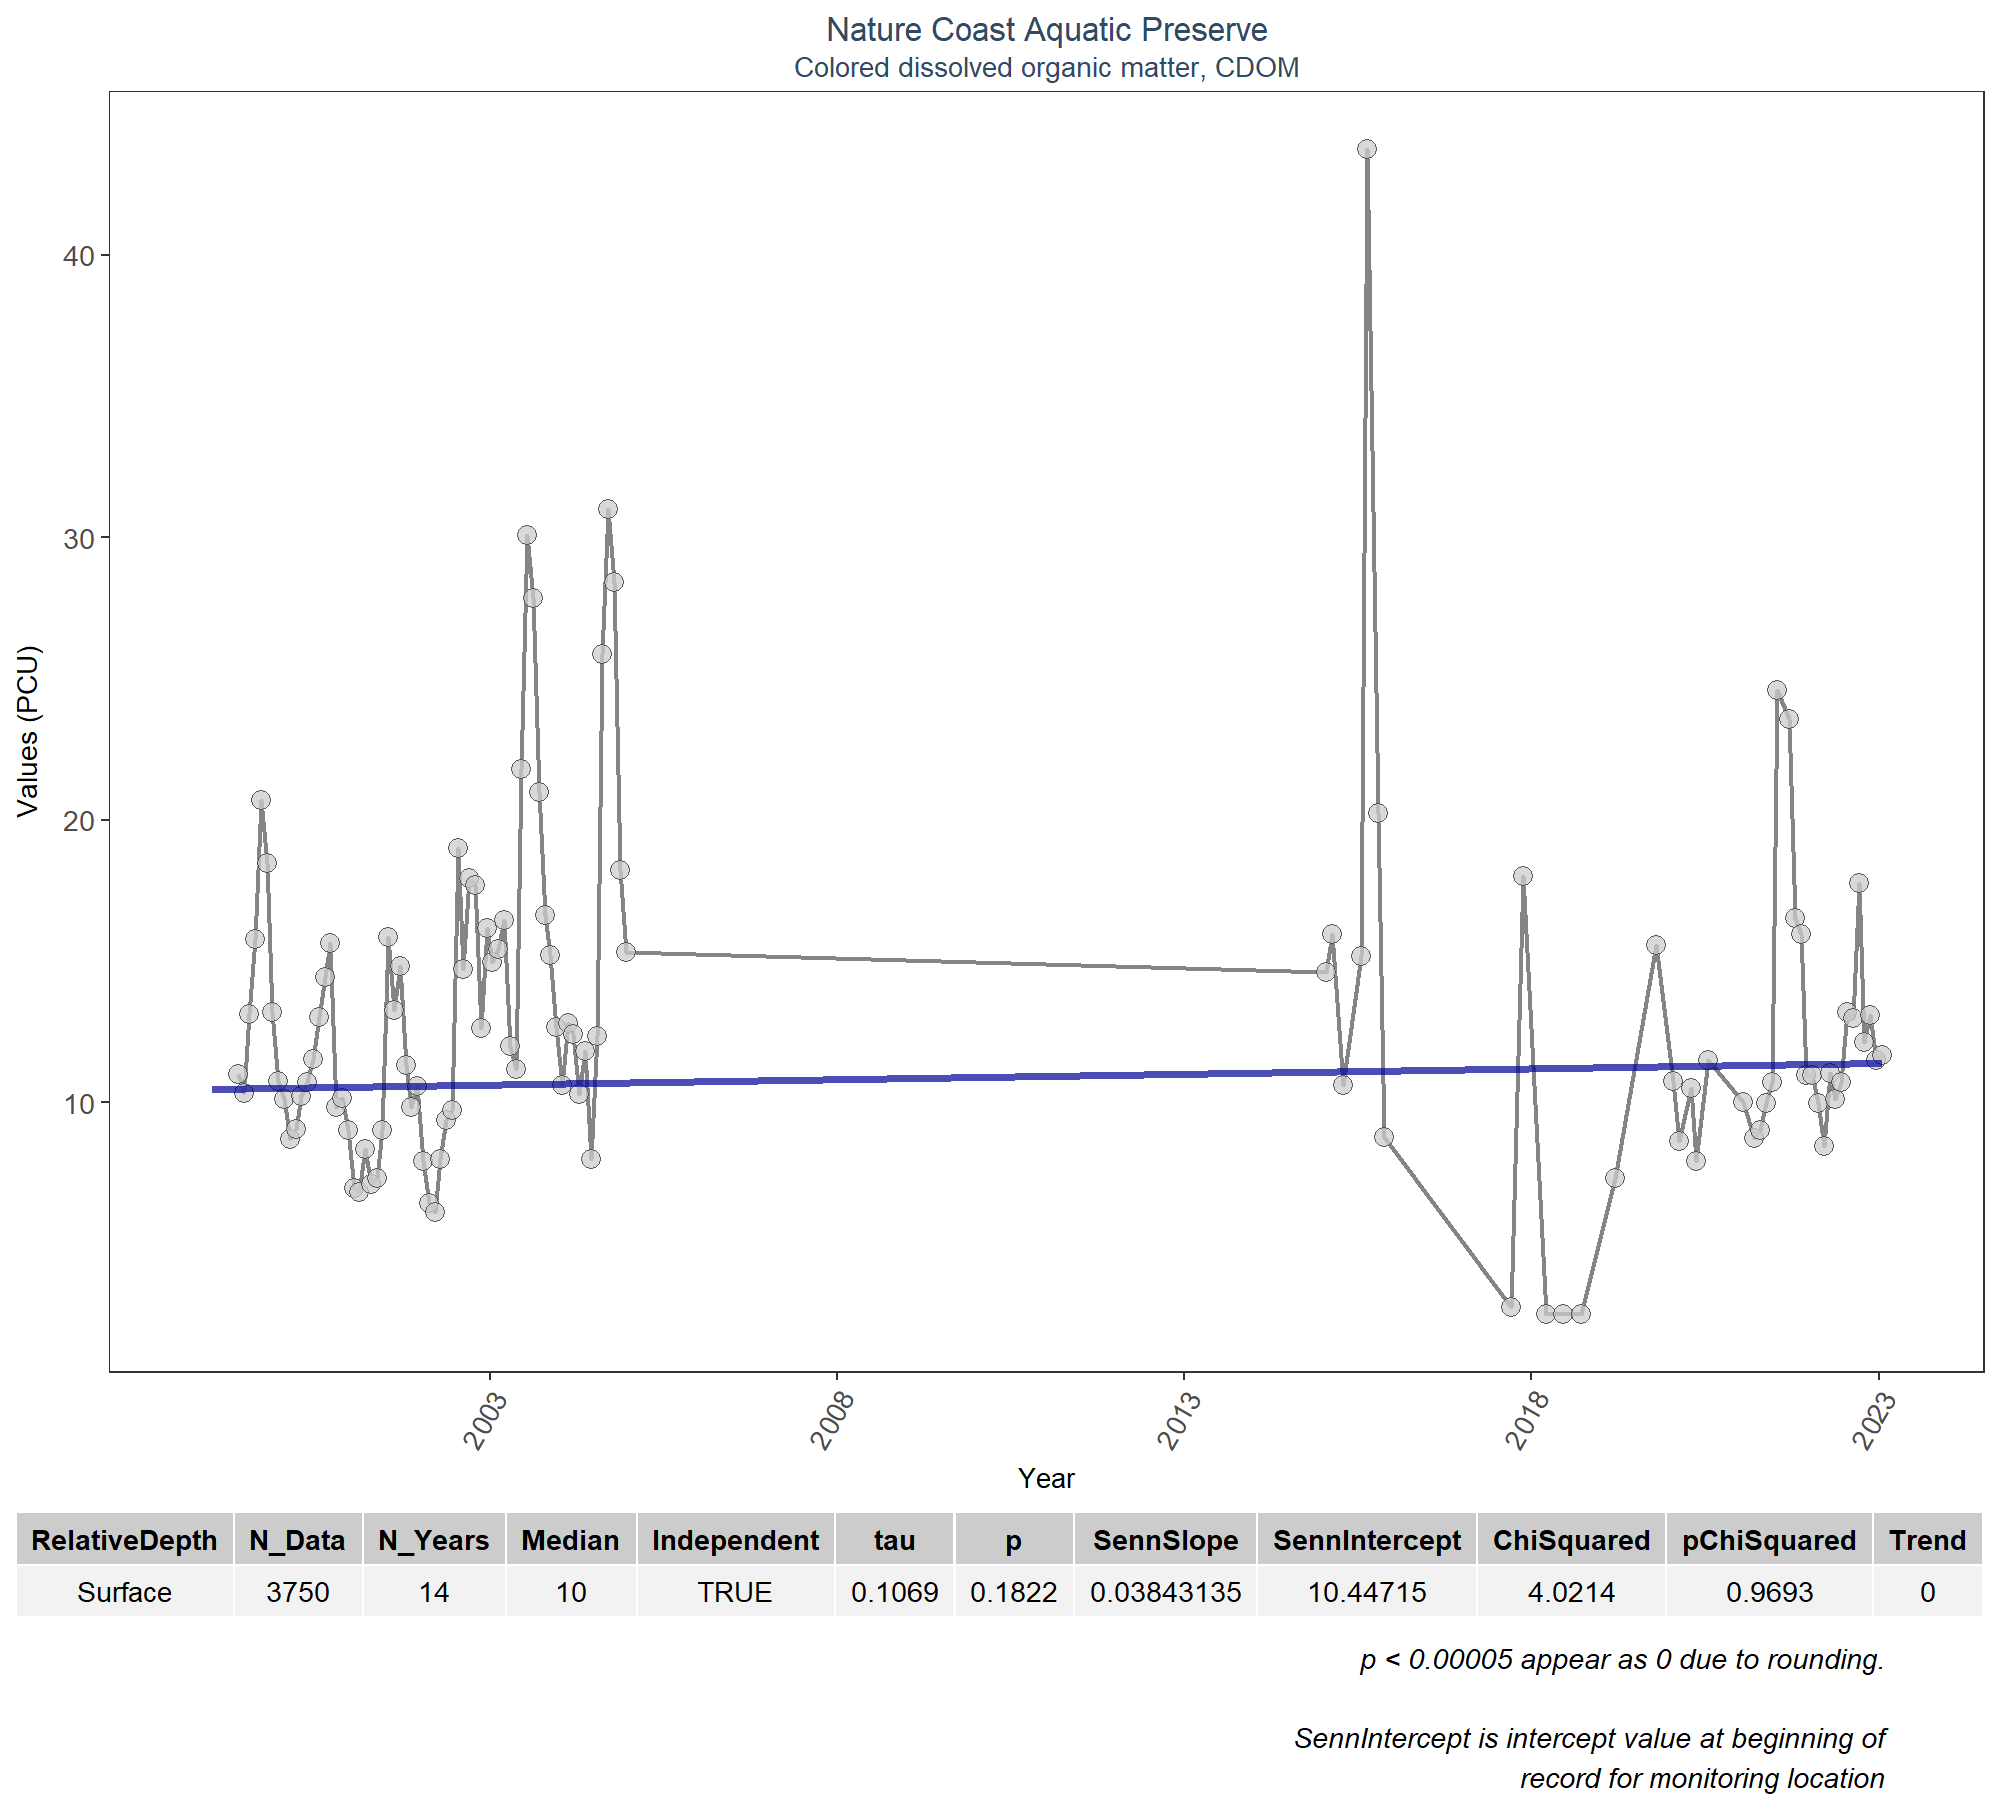 Nature Coast Aquatic Preserve
Colored dissolved organic matter, CDOM
Values (PCU)
40
30
20
10
2003
2008
2013
2018
2023
Year
RelativeDepth N_Data N_Years Median Independent tau p SennSlope SennIntercept ChiSquared pChiSquared Trend
Surface 3750 14 10 TRUE 0.1069 0.1822 0.03843135 10.44715 4.0214 0.9693 0
p < 0.00005 appear as 0 due to rounding.
SennIntercept is intercept value at beginning of
record for monitoring location